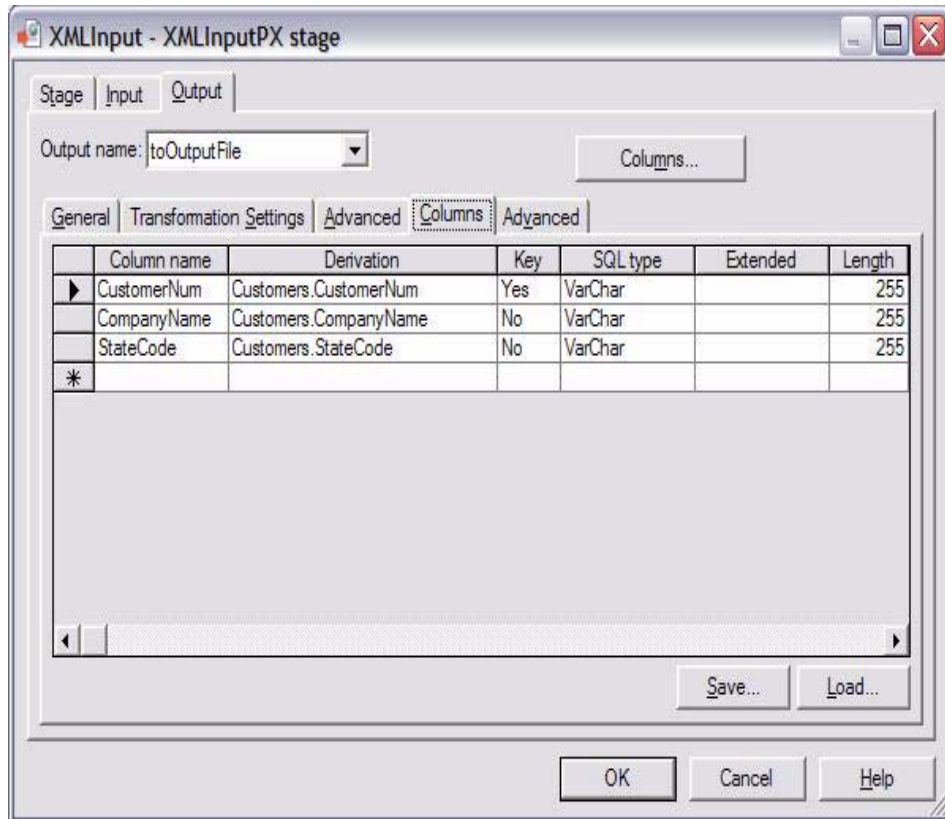 XMLInput - XMLInputPX stage
Stage Input Output
Output name: toOutputFile Columns...
General Transformation Settings Advanced Columns Advanced
Column name Derivation Key SQL type Extended Length
CustomerNum Customers.CustomerNum Yes VarChar 255
CompanyName Customers.CompanyName No VarChar 255
StateCode Customers.StateCode No VarChar 255
Save... Load...
OK Cancel Help